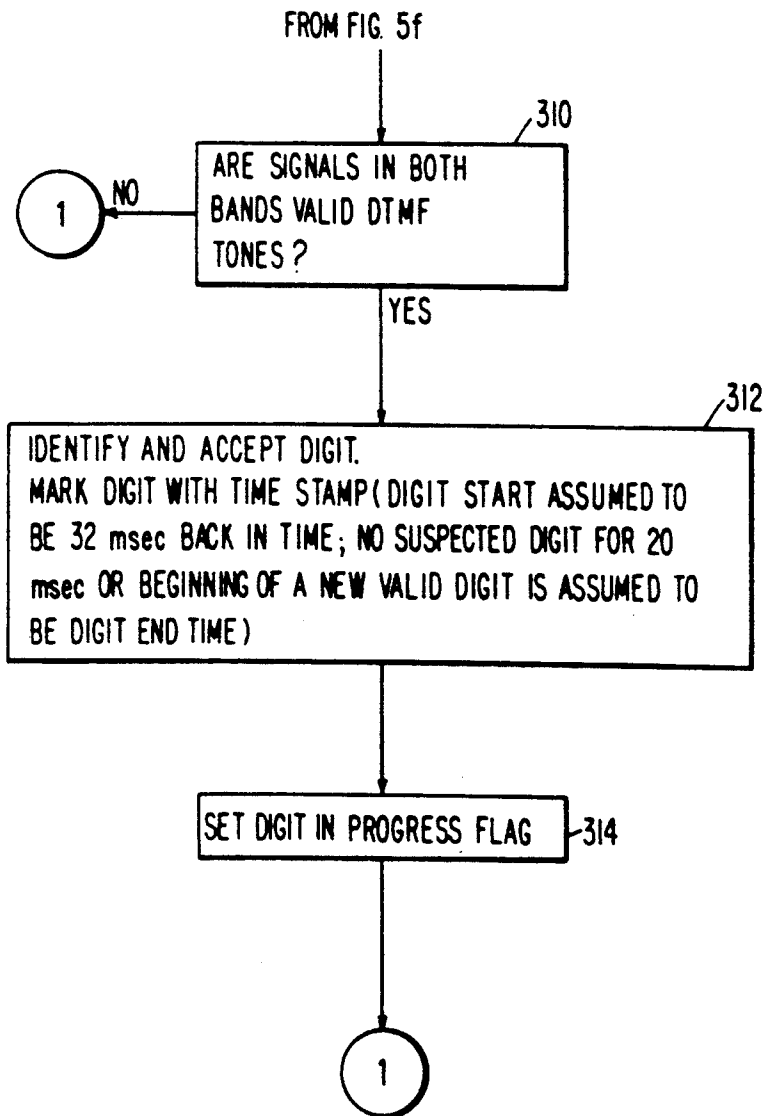 FROM FIG. 5f
310
ARE SIGNALS IN BOTH
BANDS VALID DTMF
TONES?
NO
1
YES
312
IDENTIFY AND ACCEPT DIGIT.
MARK DIGIT WITH TIME STAMP (DIGIT START ASSUMED TO
BE 32 msec BACK IN TIME; NO SUSPECTED DIGIT FOR 20
msec OR BEGINNING OF A NEW VALID DIGIT IS ASSUMED TO
BE DIGIT END TIME)
SET DIGIT IN PROGRESS FLAG
314
1